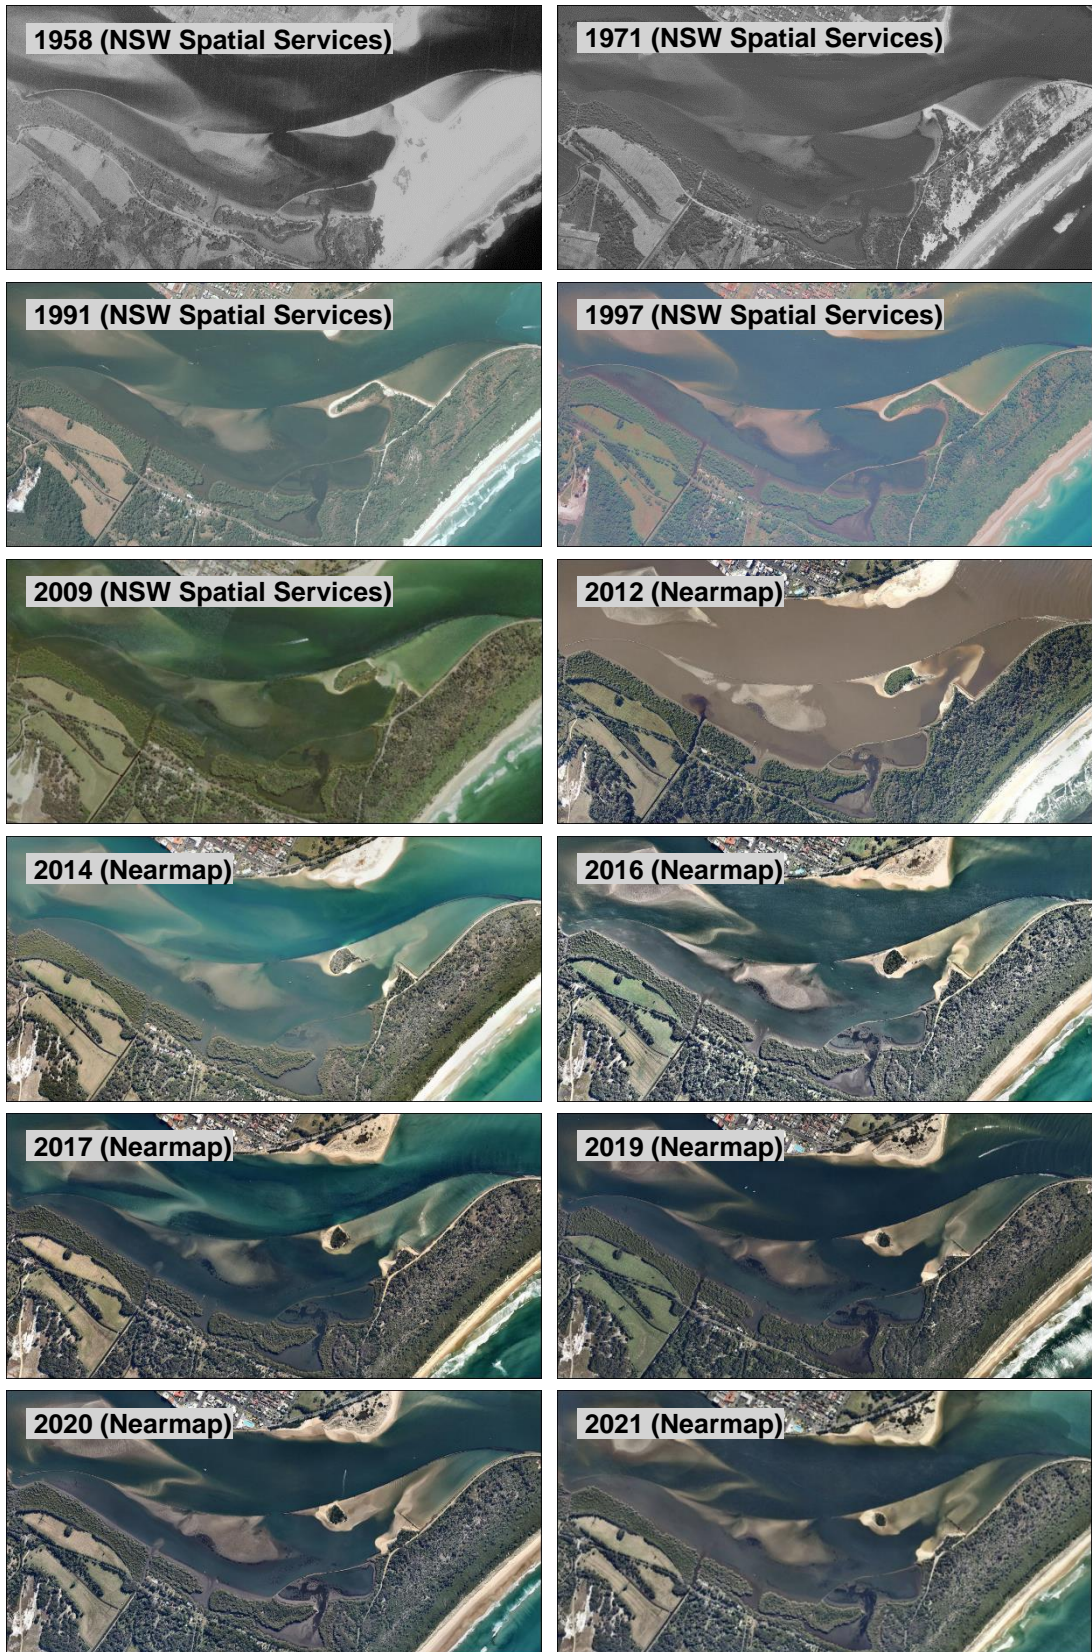 1958 (NSW Spatial Services)
1971 (NSW Spatial Services)
1991 (NSW Spatial Services)
1997 (NSW Spatial Services)
2009 (NSW Spatial Services)
2012 (Nearmap)
2014 (Nearmap)
2016 (Nearmap)
2017 (Nearmap)
2019 (Nearmap)
2020 (Nearmap)
2021 (Nearmap)